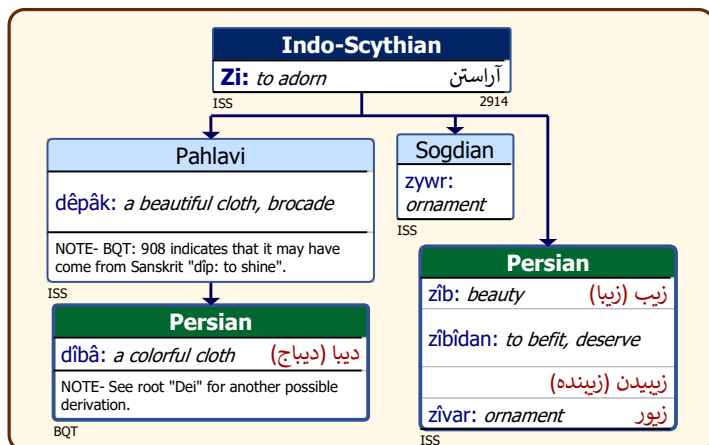 Indo-Scythian
Zi: to adorn آراستن
ISS 2914
Pahlavi
dêpâk: a beautiful cloth, brocade
NOTE- BQT: 908 indicates that it may have
come from Sanskrit "dîp: to shine".
ISS
Sogdian
zywr:
ornament
ISS
Persian
dîbâ: a colorful cloth دیبا (دیباج)
NOTE- See root "Dei" for another possible
derivation.
BQT
Persian
zîb: beauty زیب (زیبا)
zîbîdan: to befit, deserve
زیبیدن (زیبنده)
zîvar: ornament زیور
ISS